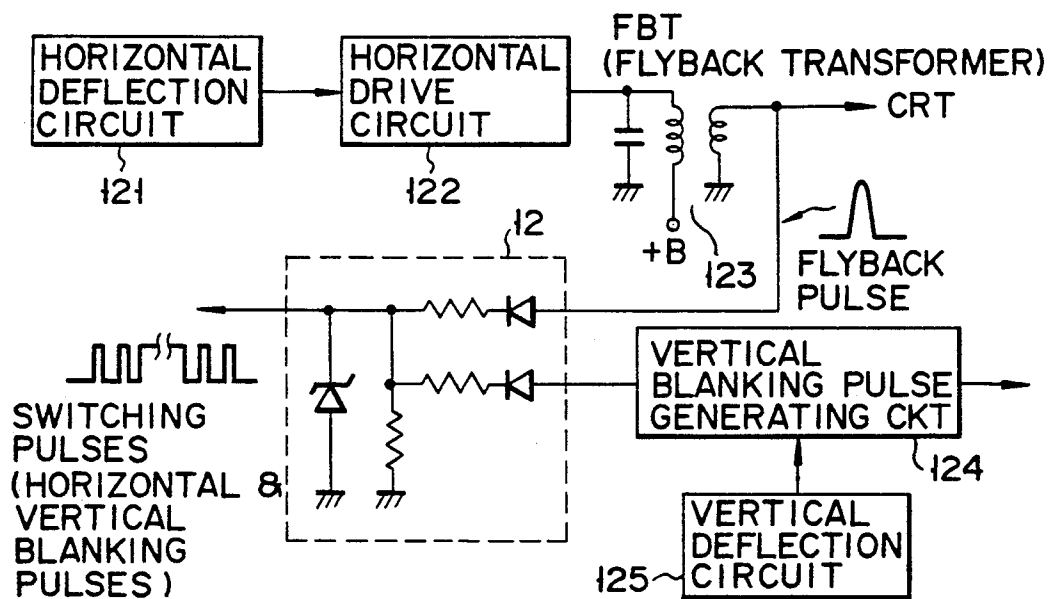 FBT
(FLYBACK TRANSFORMER)
HORIZONTAL
DEFLECTION
CIRCUIT
121
HORIZONTAL
DRIVE
CIRCUIT
122
CRT
+B
123
FLYBACK
PULSE
12
VERTICAL
BLANKING PULSE
GENERATING CKT
124
SWITCHING
PULSES
(HORIZONTAL &
VERTICAL
BLANKING
PULSES)
VERTICAL
DEFLECTION
CIRCUIT
125